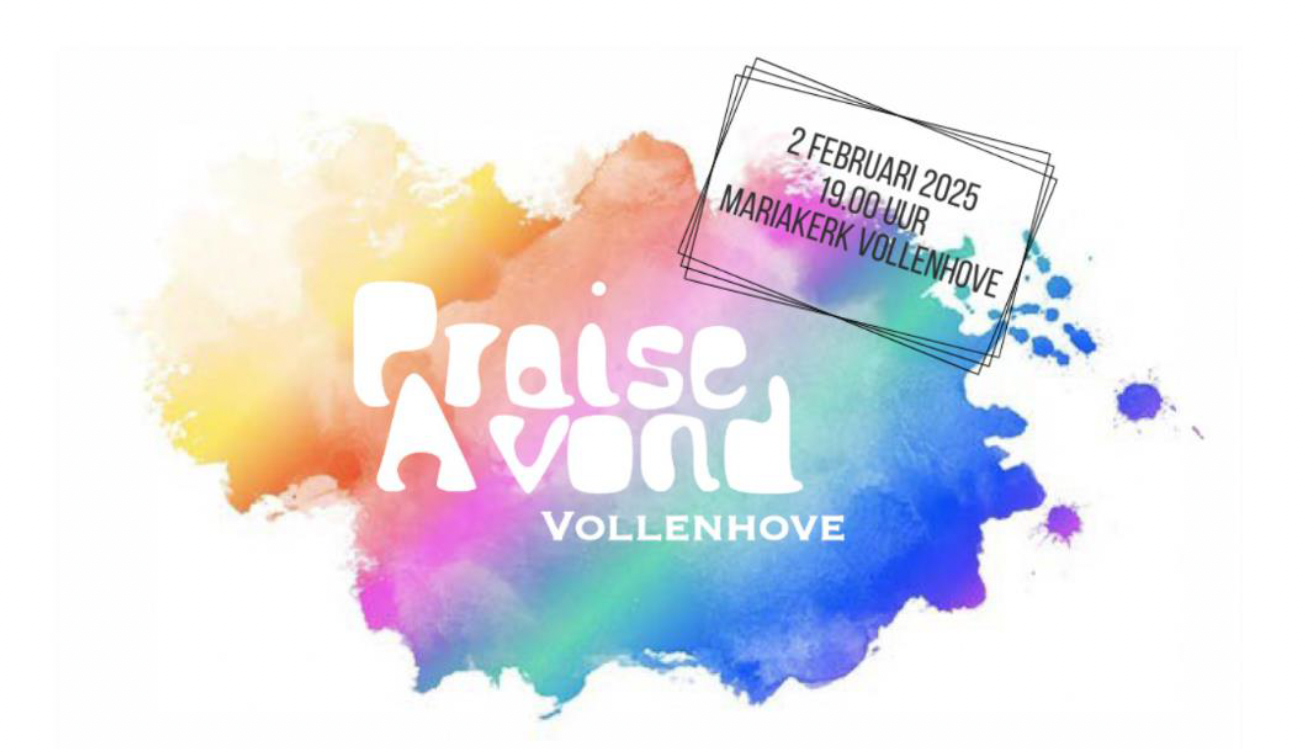 2 FEBRUARI 2025
19.00 UUR
MARIAKERK VOLLENHOVE
Praise
Avond
VOLLENHOVE